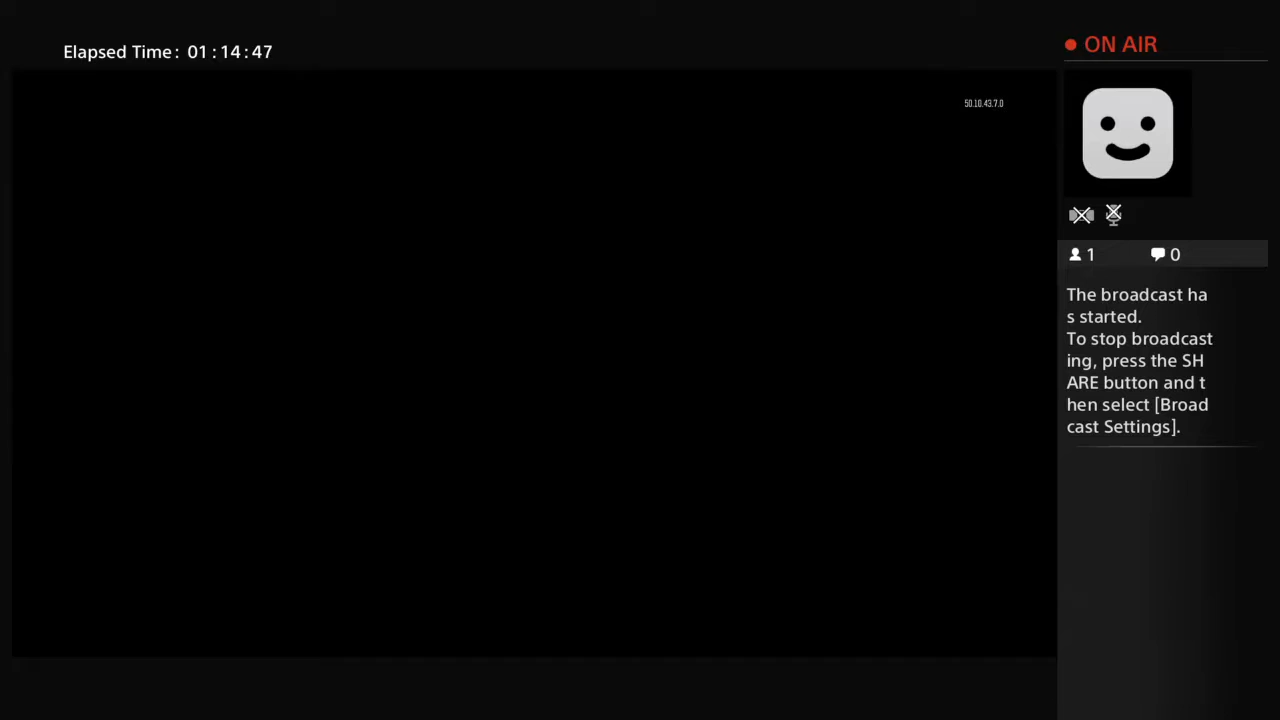 Elapsed Time: 01:14:47
50.10.43.7.0
ON AIR
1
0
The broadcast ha
s started.
To stop broadcast
ing, press the SH
ARE button and t
hen select [Broad
cast Settings].